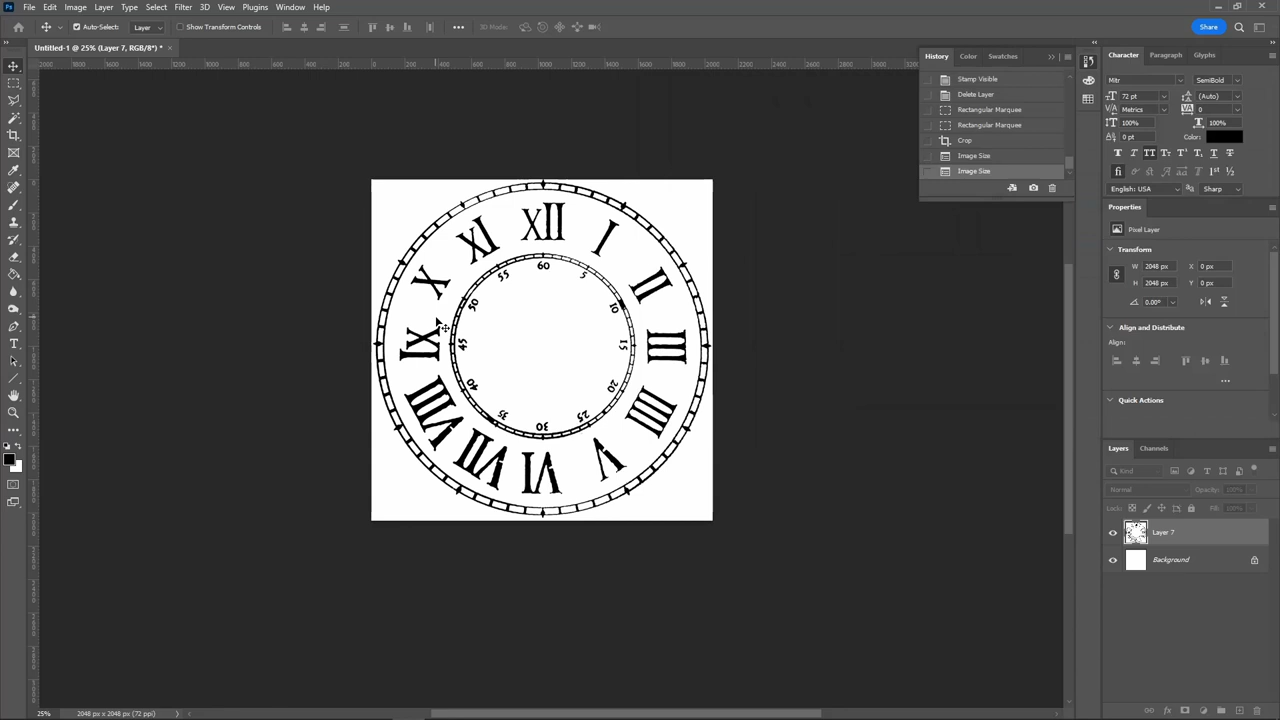 Ps File Edit Image Layer Type Select Filter 3D View Plugins Window Help
Auto-Select: Layer Show Transform Controls 3D Mode: Share
Untitled-1 @ 25% (Layer 7, RGB/8*) *
History Color Swatches
Stamp Visible
Delete Layer
Rectangular Marquee
Rectangular Marquee
Crop
Image Size
Image Size
Character Paragraph Glyphs
Mitr SemiBold
72 pt (Auto)
Metrics 0
100% 100%
0 pt Color:
English: USA Sharp
Properties
Pixel Layer
Transform
W 2048 px X 0 px
H 2048 px Y 0 px
0.00°
Align and Distribute
Align:
Quick Actions
Layers Channels
Kind
Normal Opacity: 100%
Lock: Fill: 100%
Layer 7
Background
XII
I
II
III
IIII
V
VI
VII
VIII
IX
X
XI
60
5
10
15
20
25
30
35
40
45
50
55
25% 2048 px x 2048 px (72 ppi)